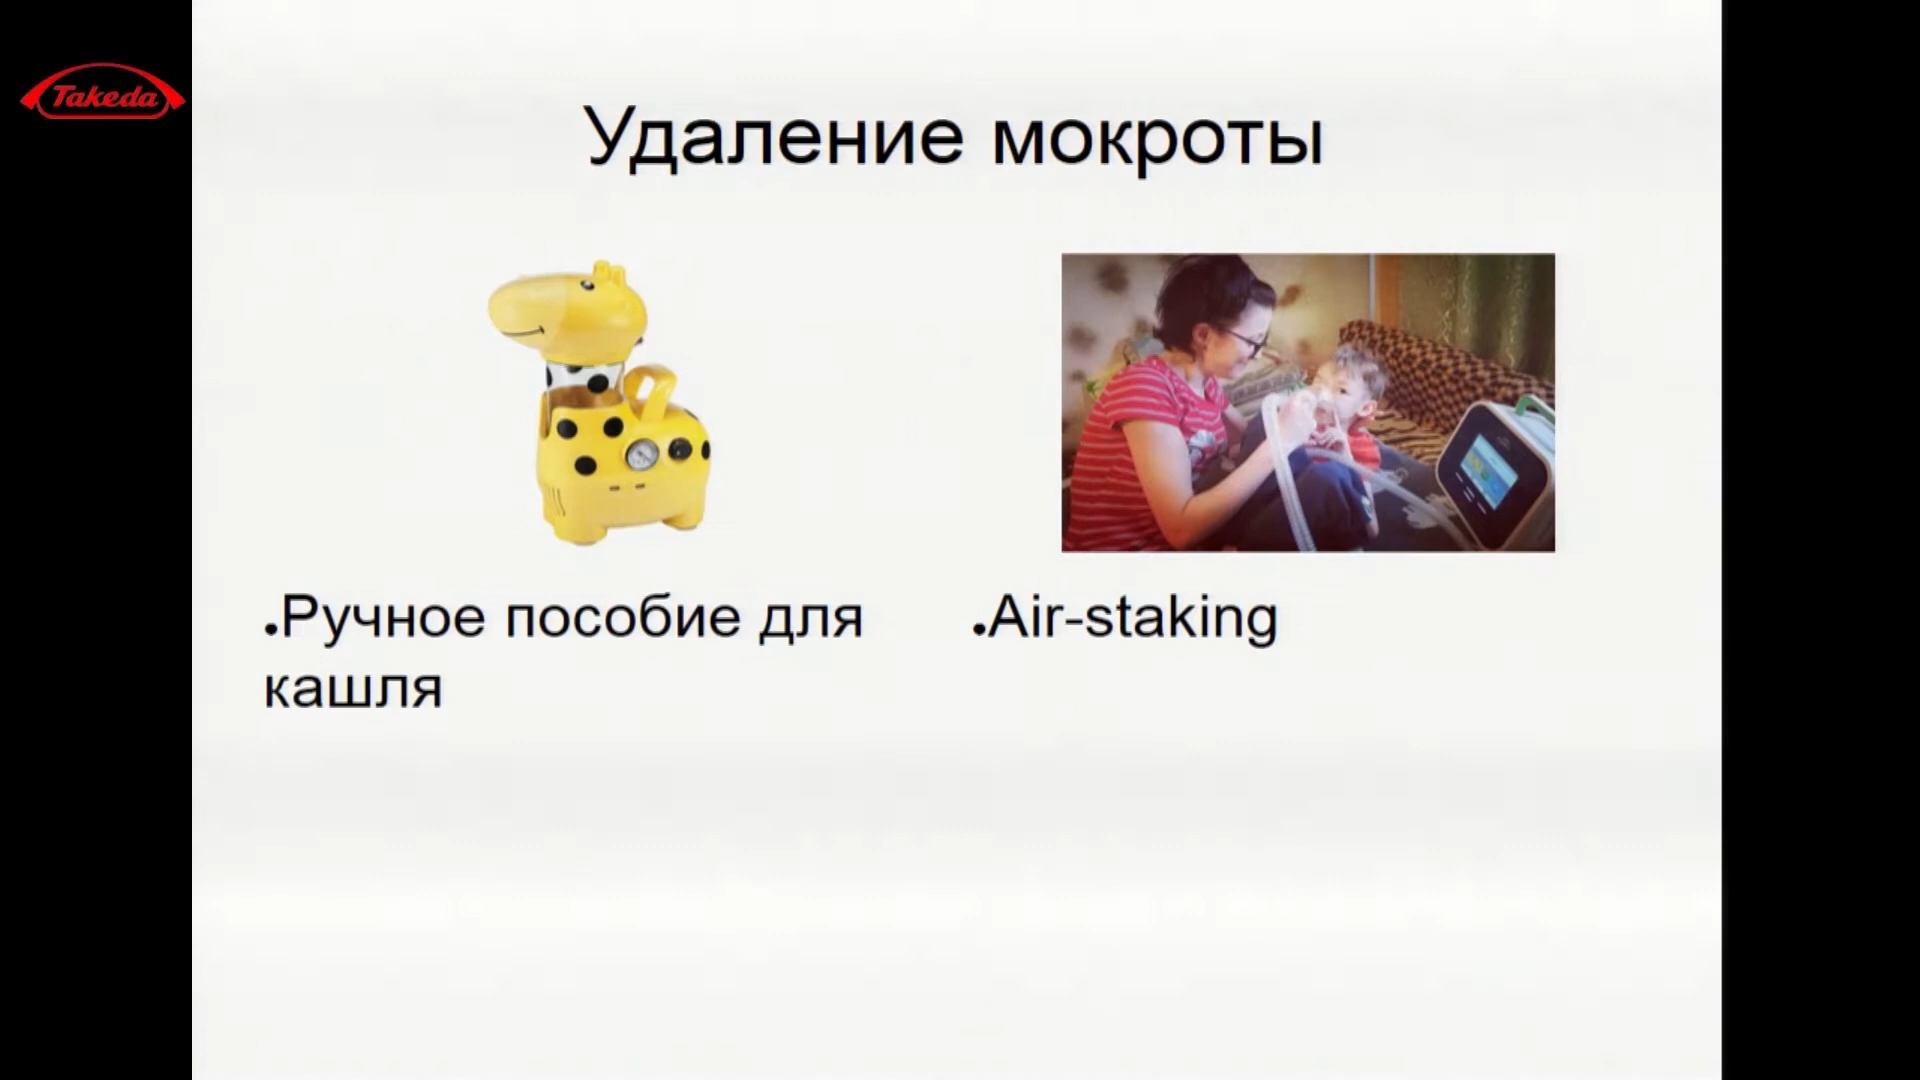 Takeda
Удаление мокроты
•Ручное пособие для
кашля
•Air-staking